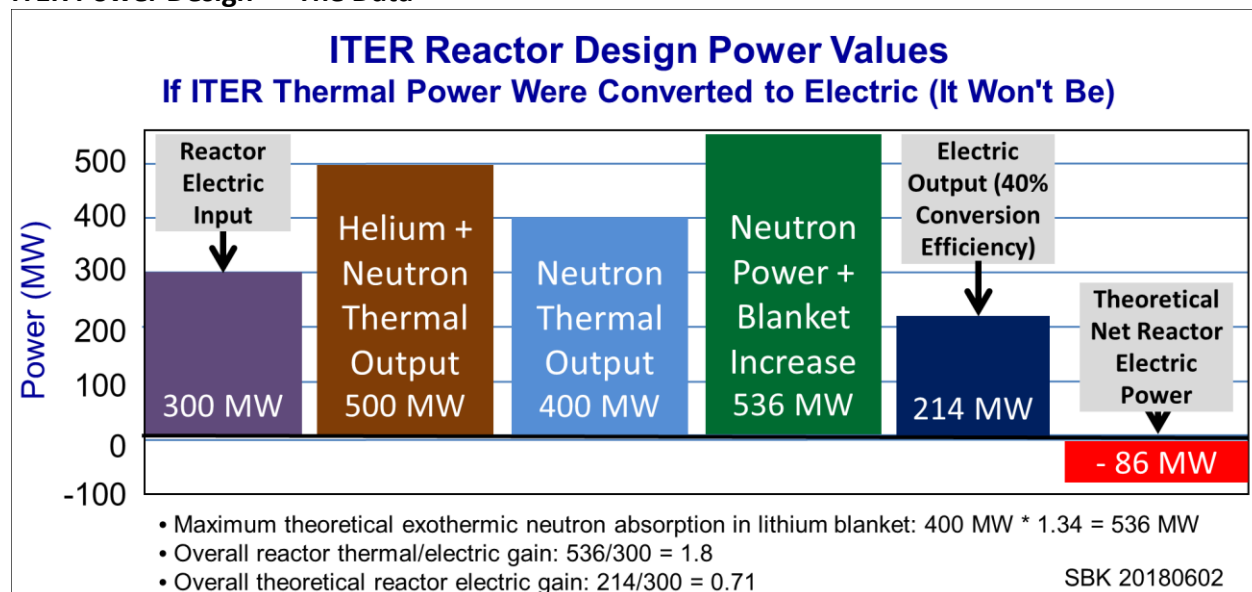 ITER Reactor Design Power Values
If ITER Thermal Power Were Converted to Electric (It Won't Be)
Power (MW)
500
400
300
200
100
0
-100
Reactor
Electric
Input
300 MW
Helium +
Neutron
Thermal
Output
500 MW
Neutron
Thermal
Output
400 MW
Neutron
Power +
Blanket
Increase
536 MW
Electric
Output (40%
Conversion
Efficiency)
214 MW
Theoretical
Net Reactor
Electric
Power
- 86 MW
• Maximum theoretical exothermic neutron absorption in lithium blanket: 400 MW * 1.34 = 536 MW
• Overall reactor thermal/electric gain: 536/300 = 1.8
• Overall theoretical reactor electric gain: 214/300 = 0.71
SBK 20180602